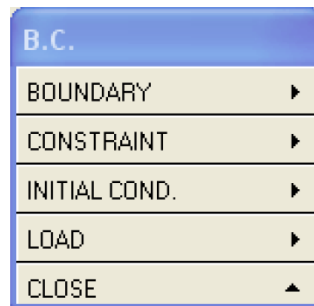 B.C.
BOUNDARY
CONSTRAINT
INITIAL COND.
LOAD
CLOSE